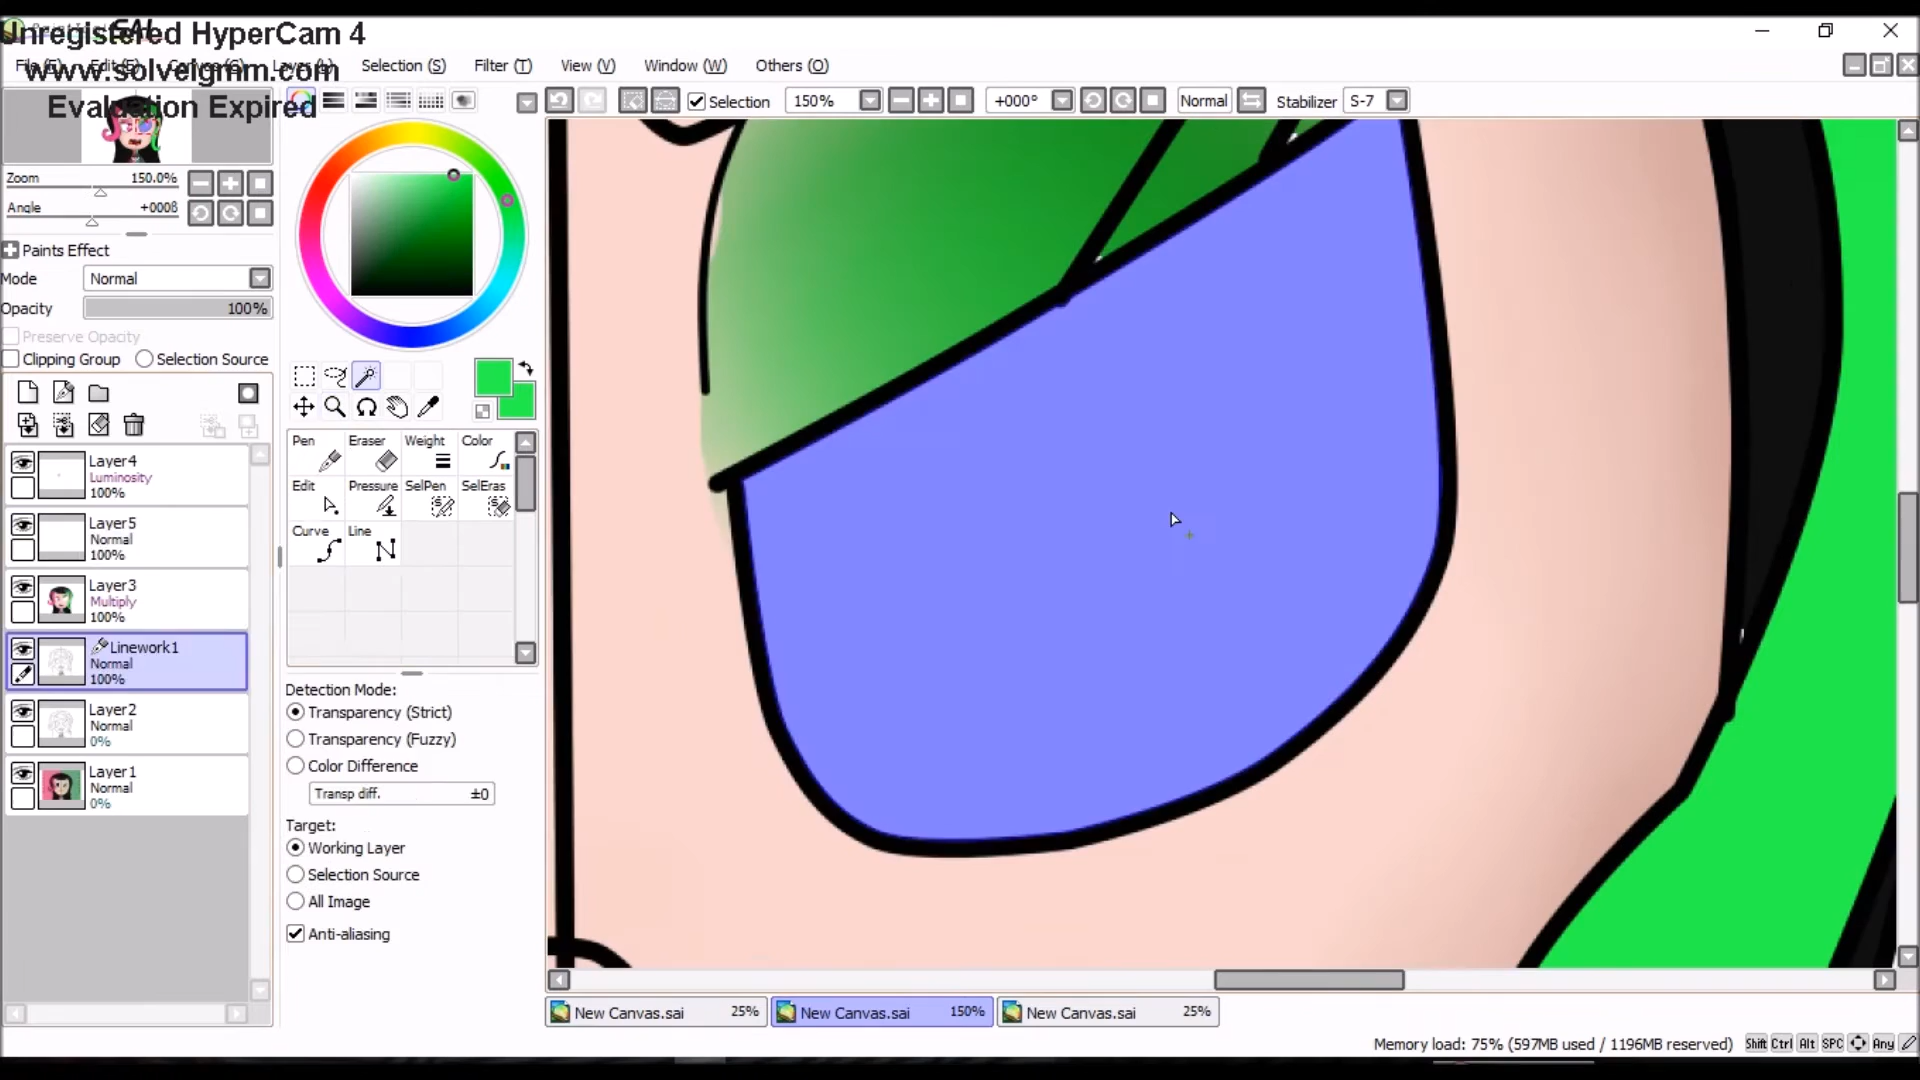 Unregistered HyperCam 4
www.solveigmm.com
Evaluation Expired
Selection (S)
Filter (T)
View (V)
Window (W)
Others (O)
Selection
150%
+000°
Normal
Stabilizer
S-7
Zoom
150.0%
Angle
+000ß
Paints Effect
Mode
Normal
Opacity
100%
Preserve Opacity
Clipping Group
Selection Source
Layer4
Luminosity
100%
Layer5
Normal
100%
Layer3
Multiply
100%
Linework1
Normal
100%
Layer2
Normal
0%
Layer1
Normal
0%
Pen
Eraser
Weight
Color
Edit
Pressure
SelPen
SelEras
Curve
Line
Detection Mode:
Transparency (Strict)
Transparency (Fuzzy)
Color Difference
Transp diff.
±0
Target:
Working Layer
Selection Source
All Image
Anti-aliasing
New Canvas.sai
25%
New Canvas.sai
150%
New Canvas.sai
25%
Memory load: 75% (597MB used / 1196MB reserved)
Shift Ctrl Alt SPC Any